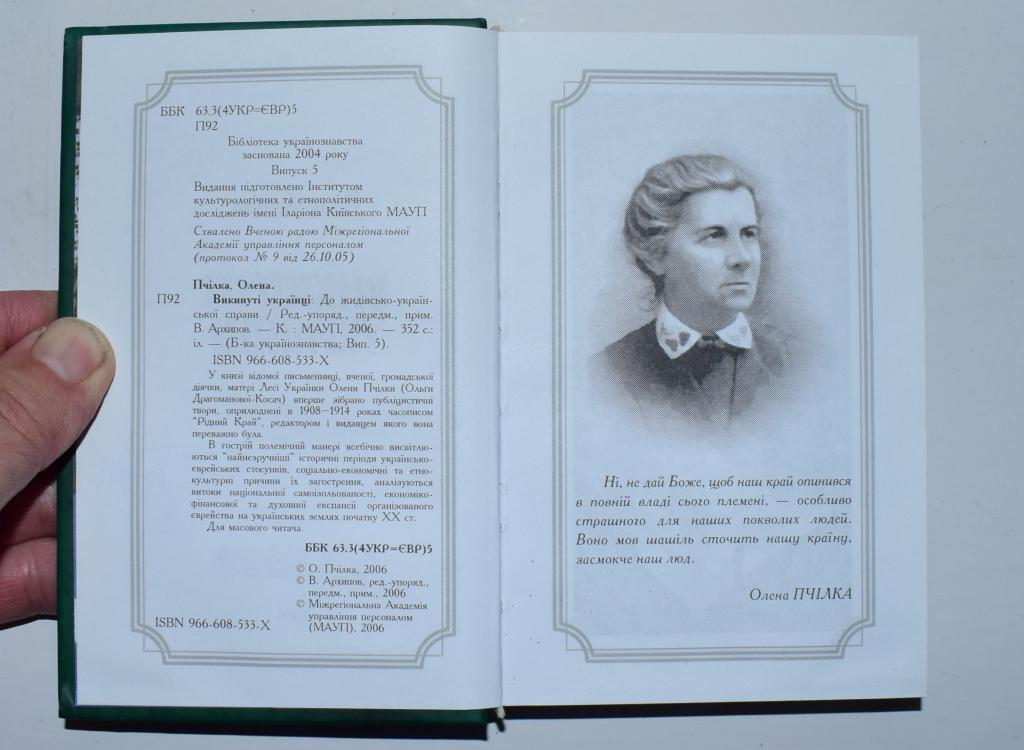 ББК 63.3(4УКР=ЄВР)5
П92
Бібліотека українознавства
заснована 2004 року
Випуск 5
Видання підготовлено Інститутом
культурологічних та етнополітичних
досліджень імені Іларіона Київського МАУП
Схвалено Вченою радою Міжрегіональної
Академії управління персоналом
(протокол № 9 від 26.10.05)
Пчілка, Олена.
П92 Викинуті українці: До жидівсько-україн-
ської справи / Ред.-упоряд., передм., прим.
В. Архипов. — К. : МАУП, 2006. — 352 с.:
іл. — (Б-ка українознавства; Вип. 5).
ISBN 966-608-533-X
У книзі відомої письменниці, вченої, громадської
діячки, матері Лесі Українки Олени Пчілки (Ольги
Драгоманової-Косач) вперше зібрано публіцистичні
твори, оприлюднені в 1908–1914 роках часописом
"Рідний Край", редактором і видавцем якого вона
переважно була.
В гострій полемічній манері всебічно висвітлю-
ються "найнезручніші" історичні періоди українсько-
єврейських стосунків, соціально-економічні та етно-
культурні причини їх загострення, аналізуються
витоки національної самоізольованості, економіко-
фінансової та духовної експансії організованого
єврейства на українських землях початку XX ст.
Для масового читача.
ББК 63.3(4УКР=ЄВР)5
© О. Пчілка, 2006
© В. Архипов, ред.-упоряд.,
передм., прим., 2006
© Міжрегіональна Академія
управління персоналом
(МАУП), 2006
ISBN 966-608-533-X
Ні, не дай Боже, щоб наш край опинився
в повній владі сього племені, — особливо
страшного для наших покволих людей.
Воно мов шашіль сточить нашу країну,
засмокче наш люд.
Олена ПЧІЛКА